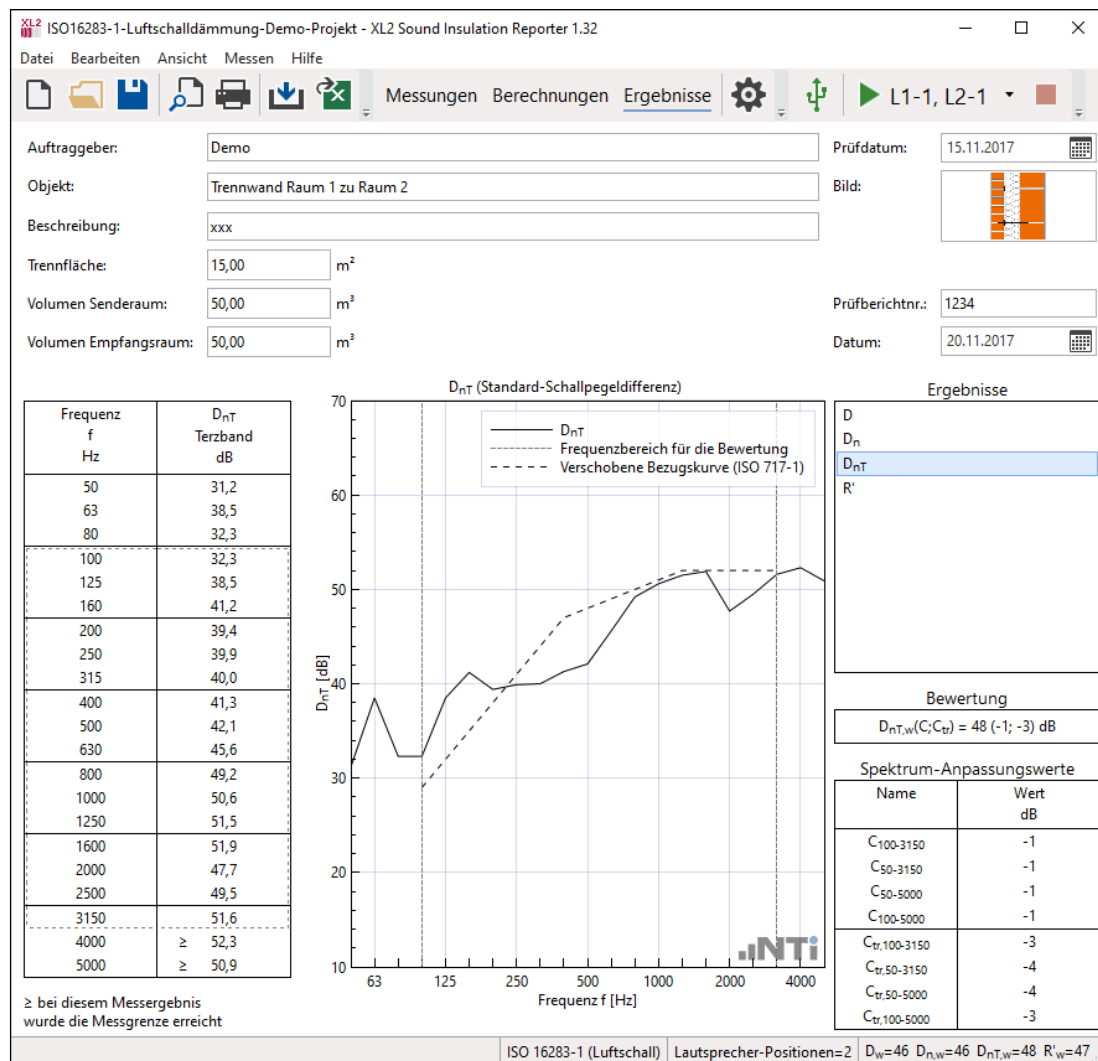 XL2 ISO16283-1-Luftschalldämmung-Demo-Projekt - XL2 Sound Insulation Reporter 1.32
Datei Bearbeiten Ansicht Messen Hilfe
Messungen Berechnungen Ergebnisse L1-1, L2-1
Auftraggeber: Demo Prüfdatum: 15.11.2017
Objekt: Trennwand Raum 1 zu Raum 2 Bild:
Beschreibung: xxx
Trennfläche: 15,00 m²
Volumen Senderaum: 50,00 m³ Prüfberichtnr.: 1234
Volumen Empfangsraum: 50,00 m³ Datum: 20.11.2017
Frequenz DnT
f Terzband
Hz dB
50 31,2
63 38,5
80 32,3
100 32,3
125 38,5
160 41,2
200 39,4
250 39,9
315 40,0
400 41,3
500 42,1
630 45,6
800 49,2
1000 50,6
1250 51,5
1600 51,9
2000 47,7
2500 49,5
3150 51,6
4000 ≥ 52,3
5000 ≥ 50,9
≥ bei diesem Messergebnis
wurde die Messgrenze erreicht
DnT (Standard-Schallpegeldifferenz)
DnT
Frequenzbereich für die Bewertung
Verschobene Bezugskurve (ISO 717-1)
70
60
50
40
30
20
10
DnT [dB]
63 125 250 500 1000 2000 4000
Frequenz f [Hz]
NTi
Ergebnisse
D
Dn
DnT
R'
Bewertung
DnT,w(C;Ctr) = 48 (-1; -3) dB
Spektrum-Anpassungswerte
Name Wert
dB
C100-3150 -1
C50-3150 -1
C50-5000 -1
C100-5000 -1
Ctr,100-3150 -3
Ctr,50-3150 -4
Ctr,50-5000 -4
Ctr,100-5000 -3
ISO 16283-1 (Luftschall) Lautsprecher-Positionen=2 Dw=46 Dn,w=46 DnT,w=48 R'w=47